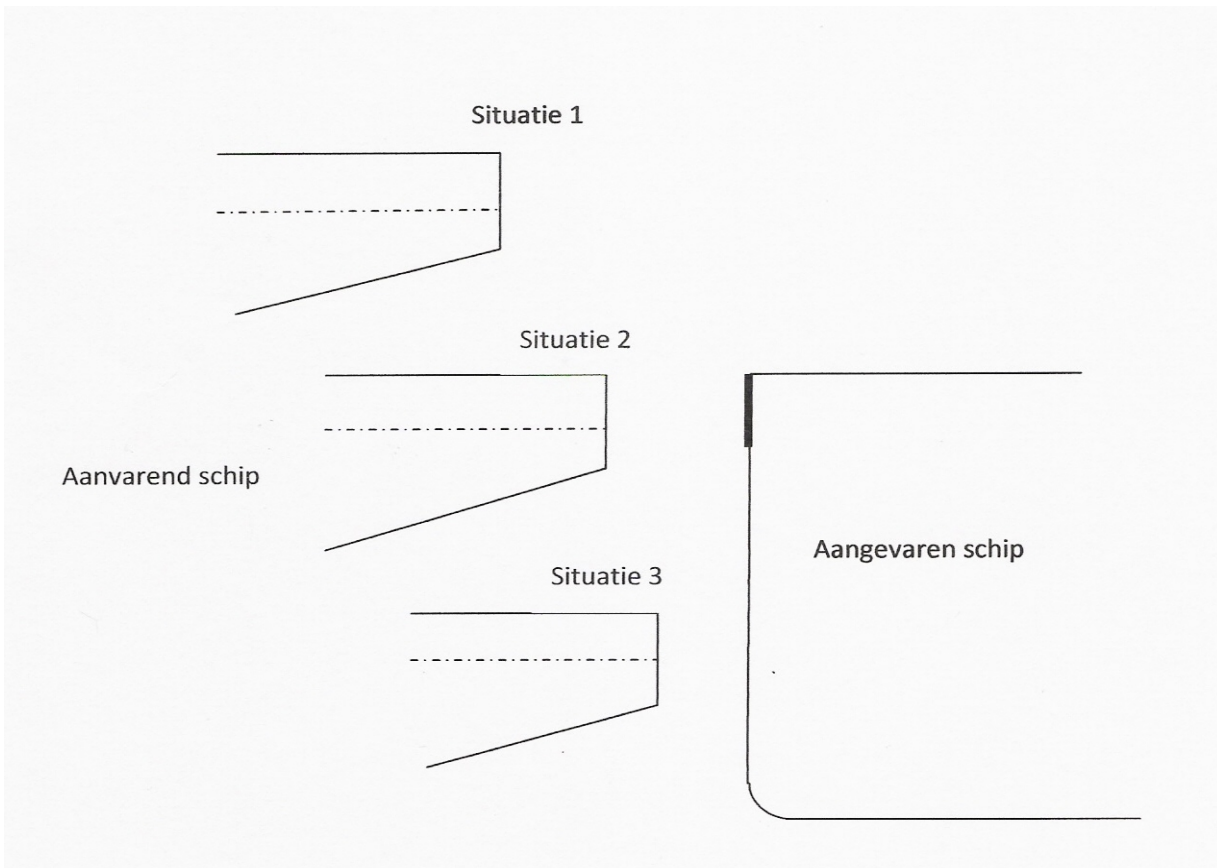 Situatie 1
Situatie 2
Aanvarend schip
Aangevaren schip
Situatie 3